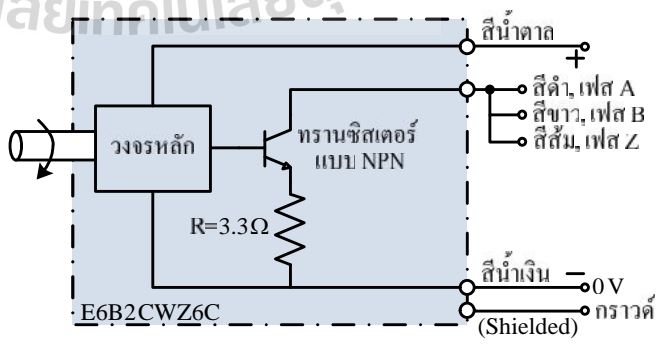 สีน้ำตาล
+
สีดำ, เฟส A
สีขาว, เฟส B
สีส้ม, เฟส Z
วงจรหลัก
ทรานซิสเตอร์
แบบ NPN
R=3.3Ω
สีน้ำเงิน
0 V
กราวด์
E6B2CWZ6C
(Shielded)